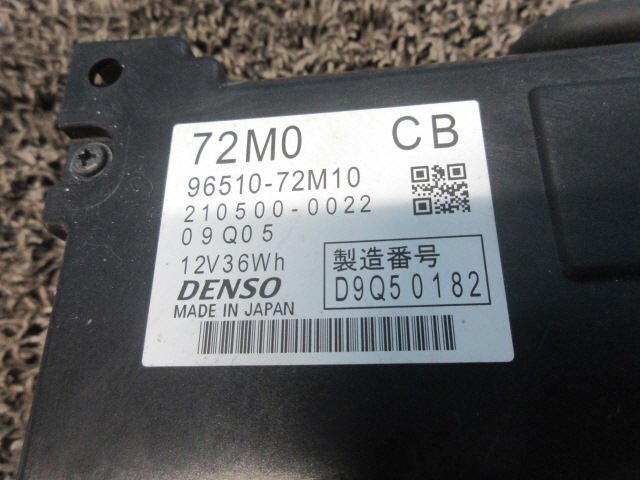 72M0 CB
96510-72M10
210500-0022
09Q05
12V36Wh
DENSO
MADE IN JAPAN
製造番号
D9Q50182